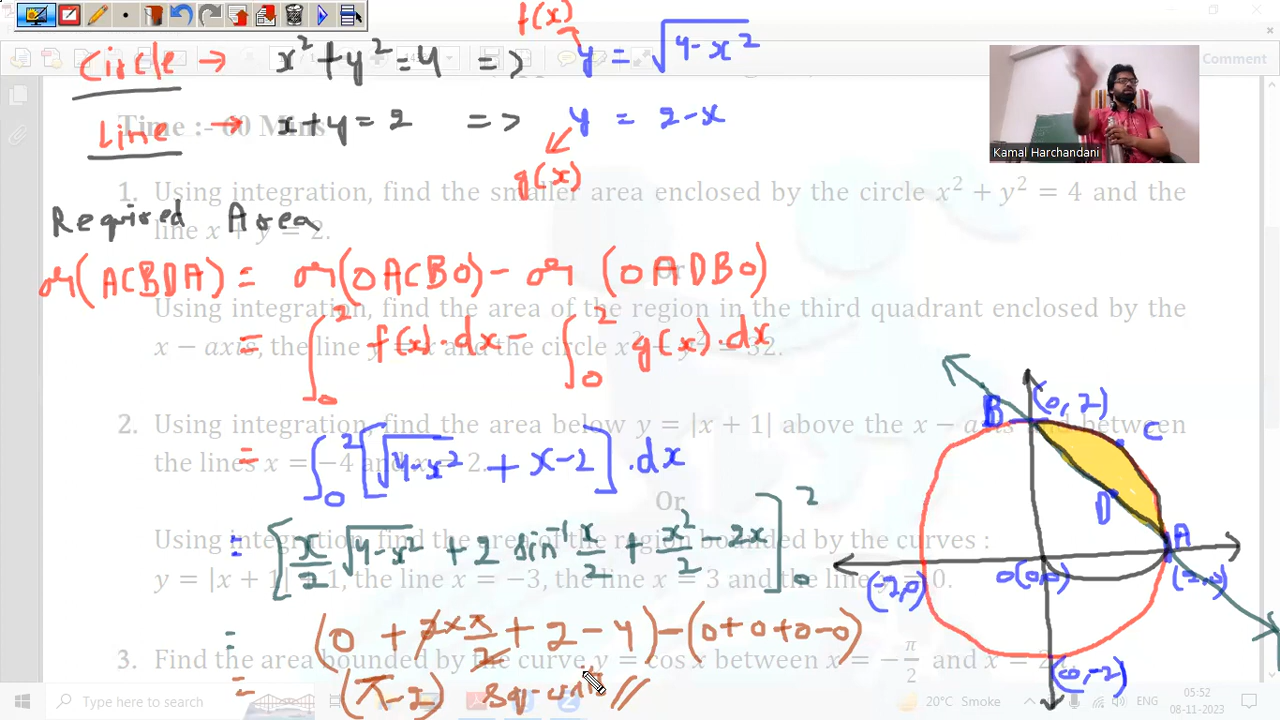 Comment
f(x)
Circle → x² + y² = 4 => y = √(4-x²)
Kamal Harchandani
Time :- 60 Mins
Line → x+y = 2 => y = 2-x
g(x)
1. Using integration, find the smaller area enclosed by the circle x² + y² = 4 and the
line x + y = 2.
Required Area
Or
ar(ACBDA) = ar(OACBO) - ar (OADBO)
Using integration, find the area of the region in the third quadrant enclosed by the
x − axis, the line y = x and the circle x² + y² = 32.
= ∫₀² f(x).dx - ∫₀² g(x).dx
2. Using integration, find the area below y = |x + 1| above the x − axis and between
the lines x = −4 and x = 2.
= ∫₀² [√(4-x²) + x-2] .dx
Or
= [x/2 √(4-x²) + 2 sin⁻¹ x/2 + x²/2 - 2x]₀²
Using integration, find the area of the region bounded by the curves :
y = |x + 1| + 1, the line x = −3, the line x = 3 and the line y = 0.
= (0 + 2×π/2 + 2 - 4) - (0+0+0-0)
3. Find the area bounded by the curve y = cos x between x = −π/2 and x = 2
= (π-2) sq-units //
B
(0,2)
C
D
A
O(0,0)
(-2,0)
(2,0)
(0,-2)
20°C Smoke
05:52
08-11-2023